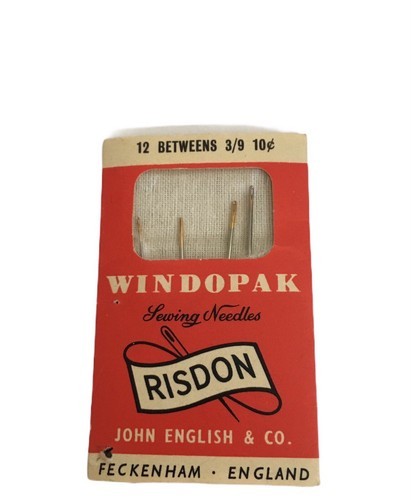 12 BETWEENS 3/9 10¢
WINDOPAK
Sewing Needles
RISDON
JOHN ENGLISH & CO.
FECKENHAM · ENGLAND